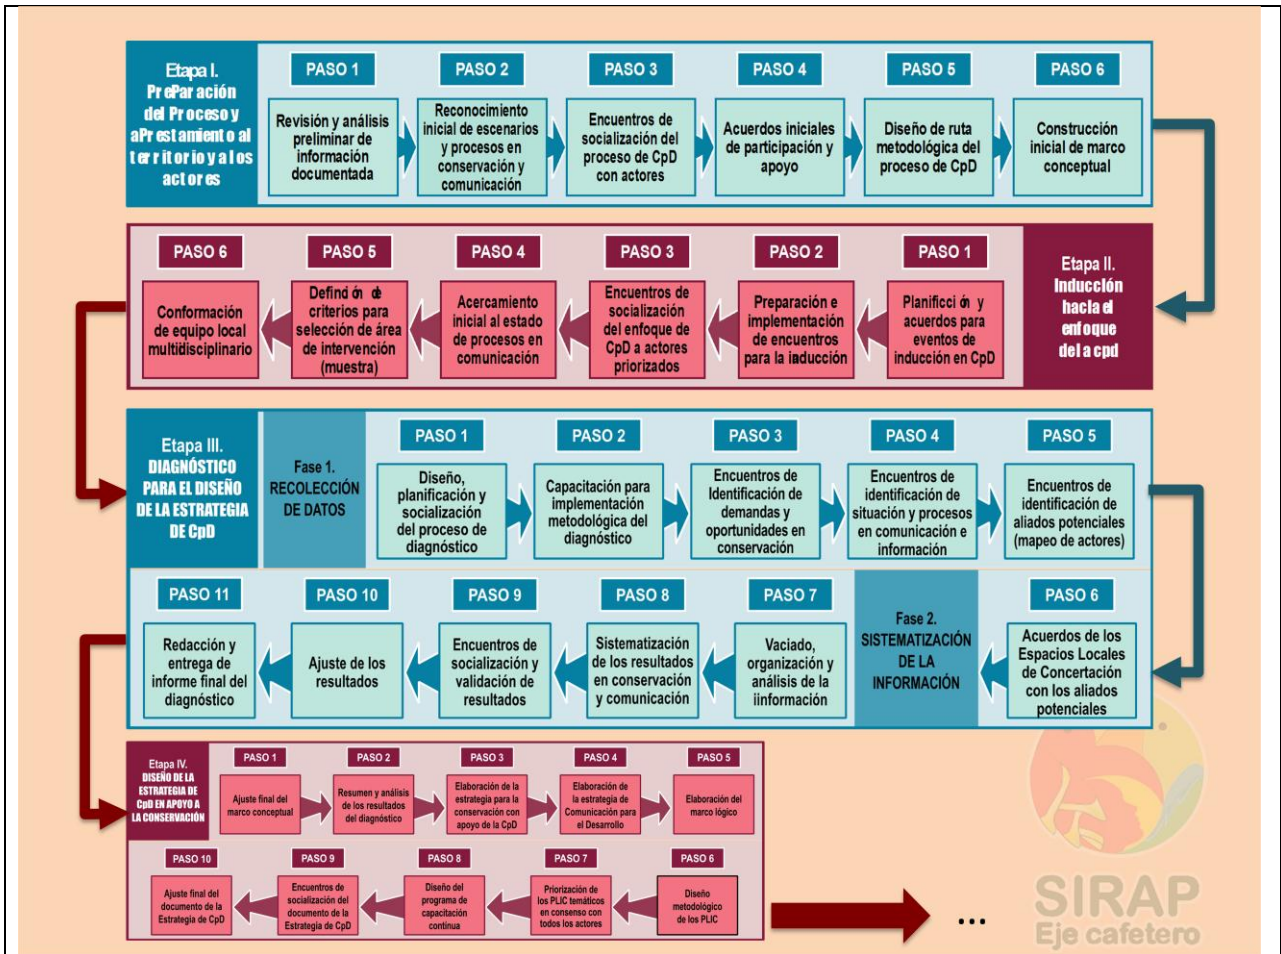 Etapa I.
PrePar ación
del Pr oceso y
aPrestamiento al
territorio y a los
actores
PASO 1
Revisión y análisis
preliminar de
información
documentada
PASO 2
Reconocimiento
inicial de escenarios
y procesos en
conservación y
comunicación
PASO 3
Encuentros de
socialización del
proceso de CpD
con actores
PASO 4
Acuerdos iniciales
de participación y
apoyo
PASO 5
Diseño de ruta
metodológica del
proceso de CpD
PASO 6
Construcción
inicial de marco
conceptual
Etapa II.
Inducción
hacia el
enfoque
de la cpd
PASO 1
Planificción y
acuerdos para
eventos de
inducción en CpD
PASO 2
Preparación e
implementación
de encuentros
para la inducción
PASO 3
Encuentros de
socialización
del enfoque de
CpD a actores
priorizados
PASO 4
Acercamiento
inicial al estado
de procesos en
comunicación
PASO 5
Definción de
criterios para
selección de área
de intervención
(muestra)
PASO 6
Conformación
de equipo local
multidisciplinario
Etapa III.
DIAGNÓSTICO
PARA EL DISEÑO
DE LA ESTRATEGIA
DE CpD
Fase 1.
RECOLECCIÓN
DE DATOS
PASO 1
Diseño,
planificación y
socialización
del proceso de
diagnóstico
PASO 2
Capacitación para
implementación
metodológica del
diagnóstico
PASO 3
Encuentros de
Identificación de
demandas y
oportunidades en
conservación
PASO 4
Encuentros de
identificación de
situación y procesos
en comunicación e
información
PASO 5
Encuentros de
identificación de
aliados potenciales
(mapeo de actores)
PASO 6
Acuerdos de los
Espacios Locales
de Concertación
con los aliados
potenciales
Fase 2.
SISTEMATIZACIÓN
DE LA
INFORMACIÓN
PASO 7
Vaciado,
organización y
análisis de la
iinformación
PASO 8
Sistematización
de los resultados
en conservación
y comunicación
PASO 9
Encuentros de
socialización y
validación de
resultados
PASO 10
Ajuste de los
resultados
PASO 11
Redacción y
entrega de
informe final del
diagnóstico
Etapa IV.
DISEÑO DE LA
ESTRATEGIA DE
CpD EN APOYO A
LA CONSERVACIÓN
PASO 1
Ajuste final del
marco conceptual
PASO 2
Resumen y análisis
de los resultados
del diagnóstico
PASO 3
Elaboración de la
estrategia para la
conservación con
apoyo de la CpD
PASO 4
Elaboración de
la estrategia de
Comunicación para
el Desarrollo
PASO 5
Elaboración del
marco lógico
PASO 6
Diseño
metodológico
de los PLIC
PASO 7
Priorización de
los PLIC temáticos
en consenso con
todos los actores
PASO 8
Diseño del
programa de
capacitación
continua
PASO 9
Encuentros de
socialización del
documento de la
Estrategia de CpD
PASO 10
Ajuste final del
documento de la
Estrategia de CpD
...
SIRAP
Eje cafetero